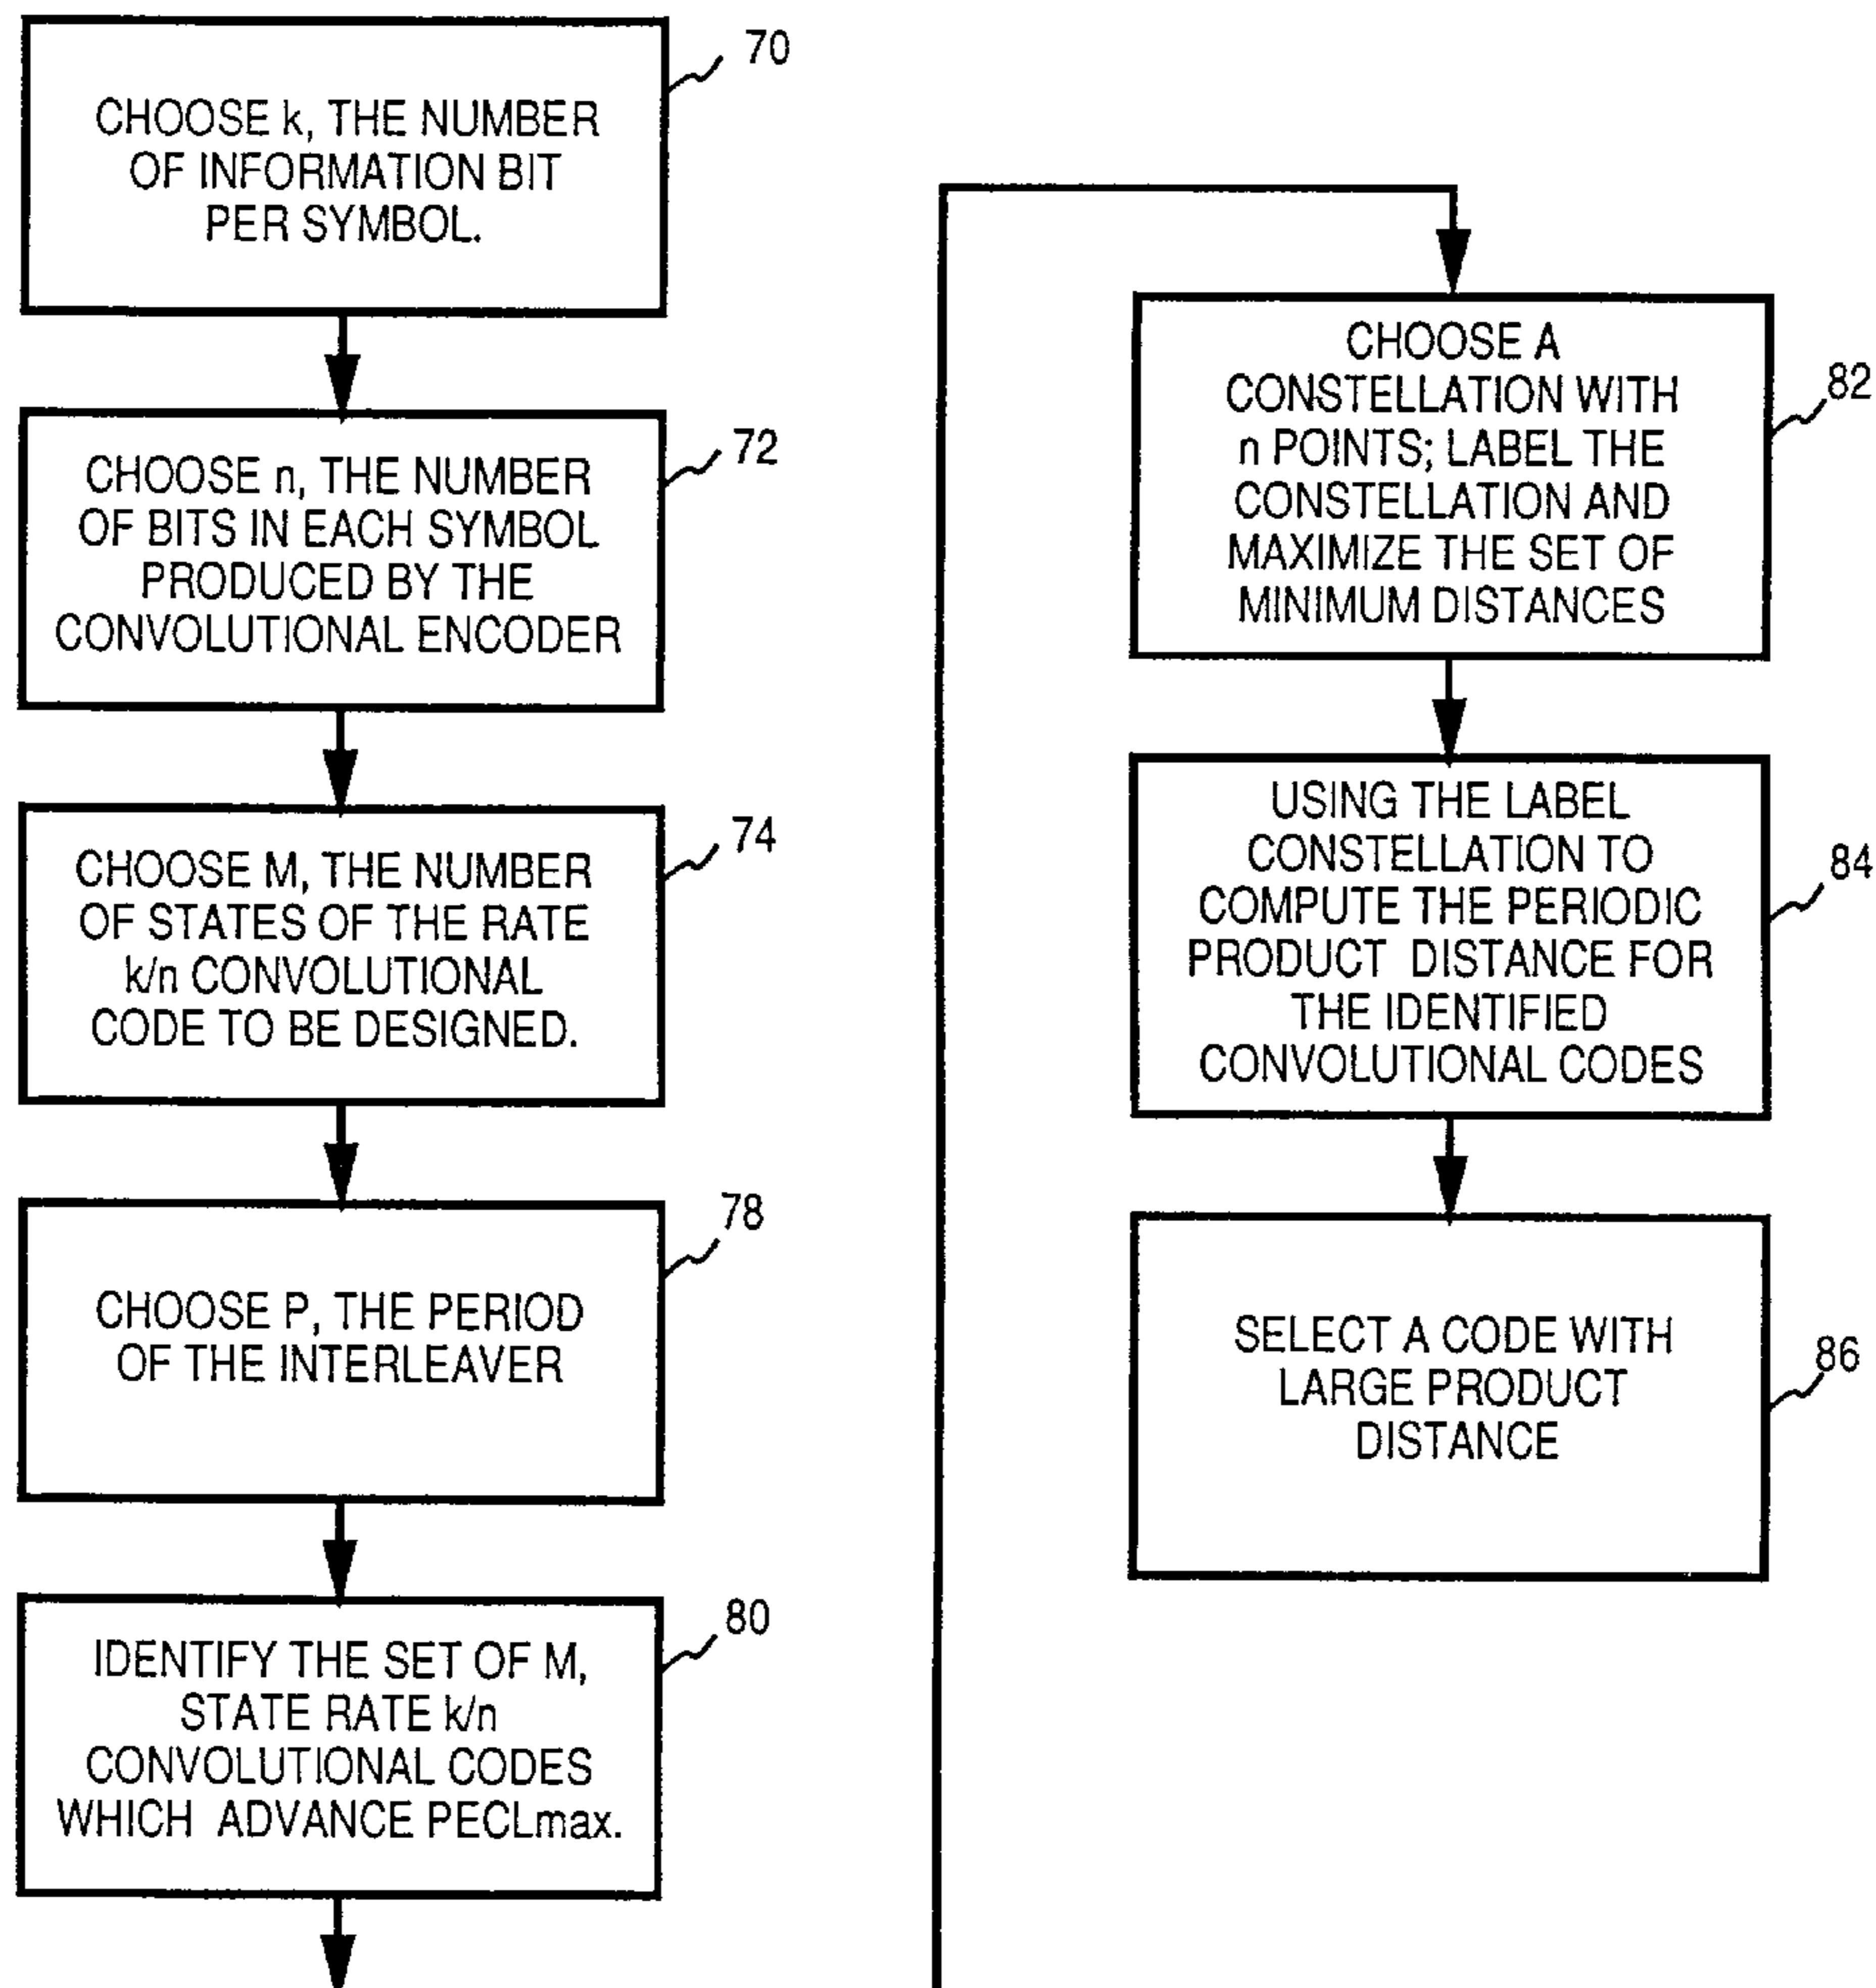 70
CHOOSE k, THE NUMBER
OF INFORMATION BIT
PER SYMBOL.
72
CHOOSE n, THE NUMBER
OF BITS IN EACH SYMBOL
PRODUCED BY THE
CONVOLUTIONAL ENCODER
74
CHOOSE M, THE NUMBER
OF STATES OF THE RATE
k/n CONVOLUTIONAL
CODE TO BE DESIGNED.
78
CHOOSE P, THE PERIOD
OF THE INTERLEAVER
80
IDENTIFY THE SET OF M,
STATE RATE k/n
CONVOLUTIONAL CODES
WHICH ADVANCE PECLmax.
82
CHOOSE A
CONSTELLATION WITH
n POINTS; LABEL THE
CONSTELLATION AND
MAXIMIZE THE SET OF
MINIMUM DISTANCES
84
USING THE LABEL
CONSTELLATION TO
COMPUTE THE PERIODIC
PRODUCT DISTANCE FOR
THE IDENTIFIED
CONVOLUTIONAL CODES
86
SELECT A CODE WITH
LARGE PRODUCT
DISTANCE